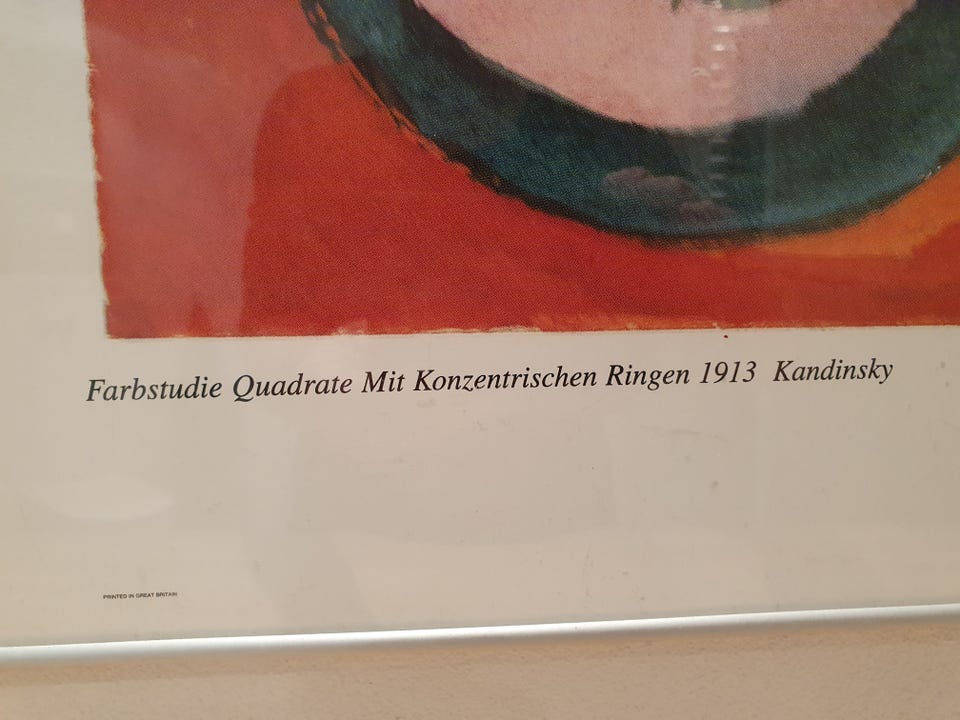 Farbstudie Quadrate Mit Konzentrischen Ringen 1913 Kandinsky
PRINTED IN GREAT BRITAIN